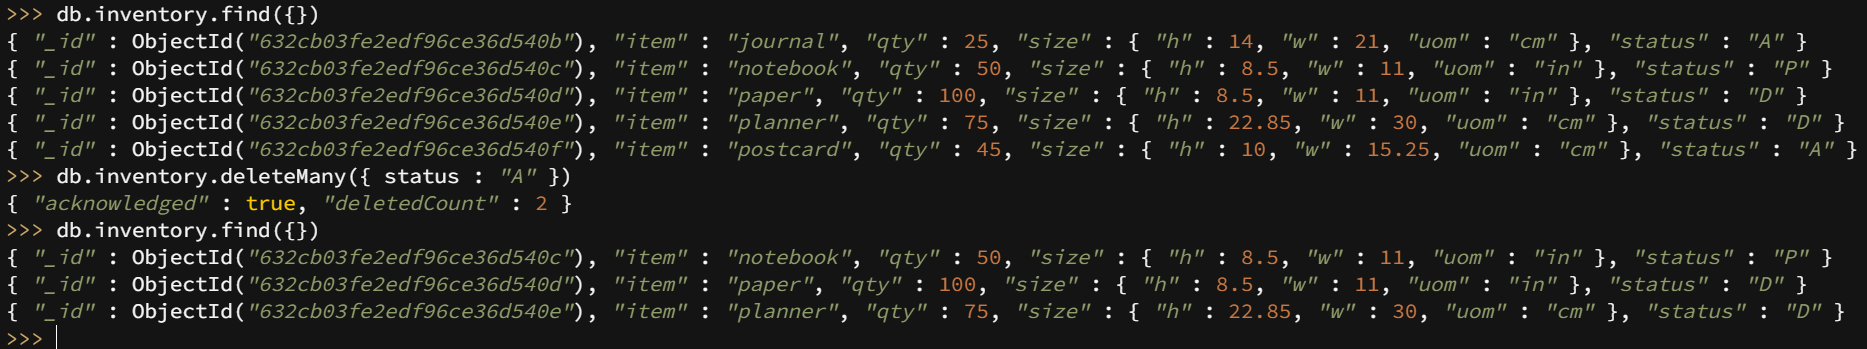 >>> db.inventory.find({})
{ "_id" : ObjectId("632cb03fe2edf96ce36d540b"), "item" : "journal", "qty" : 25, "size" : { "h" : 14, "w" : 21, "uom" : "cm" }, "status" : "A" }
{ "_id" : ObjectId("632cb03fe2edf96ce36d540c"), "item" : "notebook", "qty" : 50, "size" : { "h" : 8.5, "w" : 11, "uom" : "in" }, "status" : "P" }
{ "_id" : ObjectId("632cb03fe2edf96ce36d540d"), "item" : "paper", "qty" : 100, "size" : { "h" : 8.5, "w" : 11, "uom" : "in" }, "status" : "D" }
{ "_id" : ObjectId("632cb03fe2edf96ce36d540e"), "item" : "planner", "qty" : 75, "size" : { "h" : 22.85, "w" : 30, "uom" : "cm" }, "status" : "D" }
{ "_id" : ObjectId("632cb03fe2edf96ce36d540f"), "item" : "postcard", "qty" : 45, "size" : { "h" : 10, "w" : 15.25, "uom" : "cm" }, "status" : "A" }
>>> db.inventory.deleteMany({ status : "A" })
{ "acknowledged" : true, "deletedCount" : 2 }
>>> db.inventory.find({})
{ "_id" : ObjectId("632cb03fe2edf96ce36d540c"), "item" : "notebook", "qty" : 50, "size" : { "h" : 8.5, "w" : 11, "uom" : "in" }, "status" : "P" }
{ "_id" : ObjectId("632cb03fe2edf96ce36d540d"), "item" : "paper", "qty" : 100, "size" : { "h" : 8.5, "w" : 11, "uom" : "in" }, "status" : "D" }
{ "_id" : ObjectId("632cb03fe2edf96ce36d540e"), "item" : "planner", "qty" : 75, "size" : { "h" : 22.85, "w" : 30, "uom" : "cm" }, "status" : "D" }
>>>